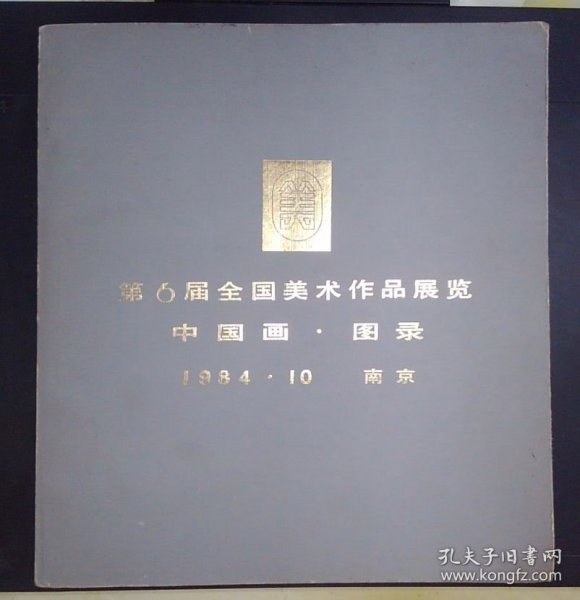 第6届全国美术作品展览
中国画·图录
1984·10 南京
孔夫子旧书网
www.kongfz.com